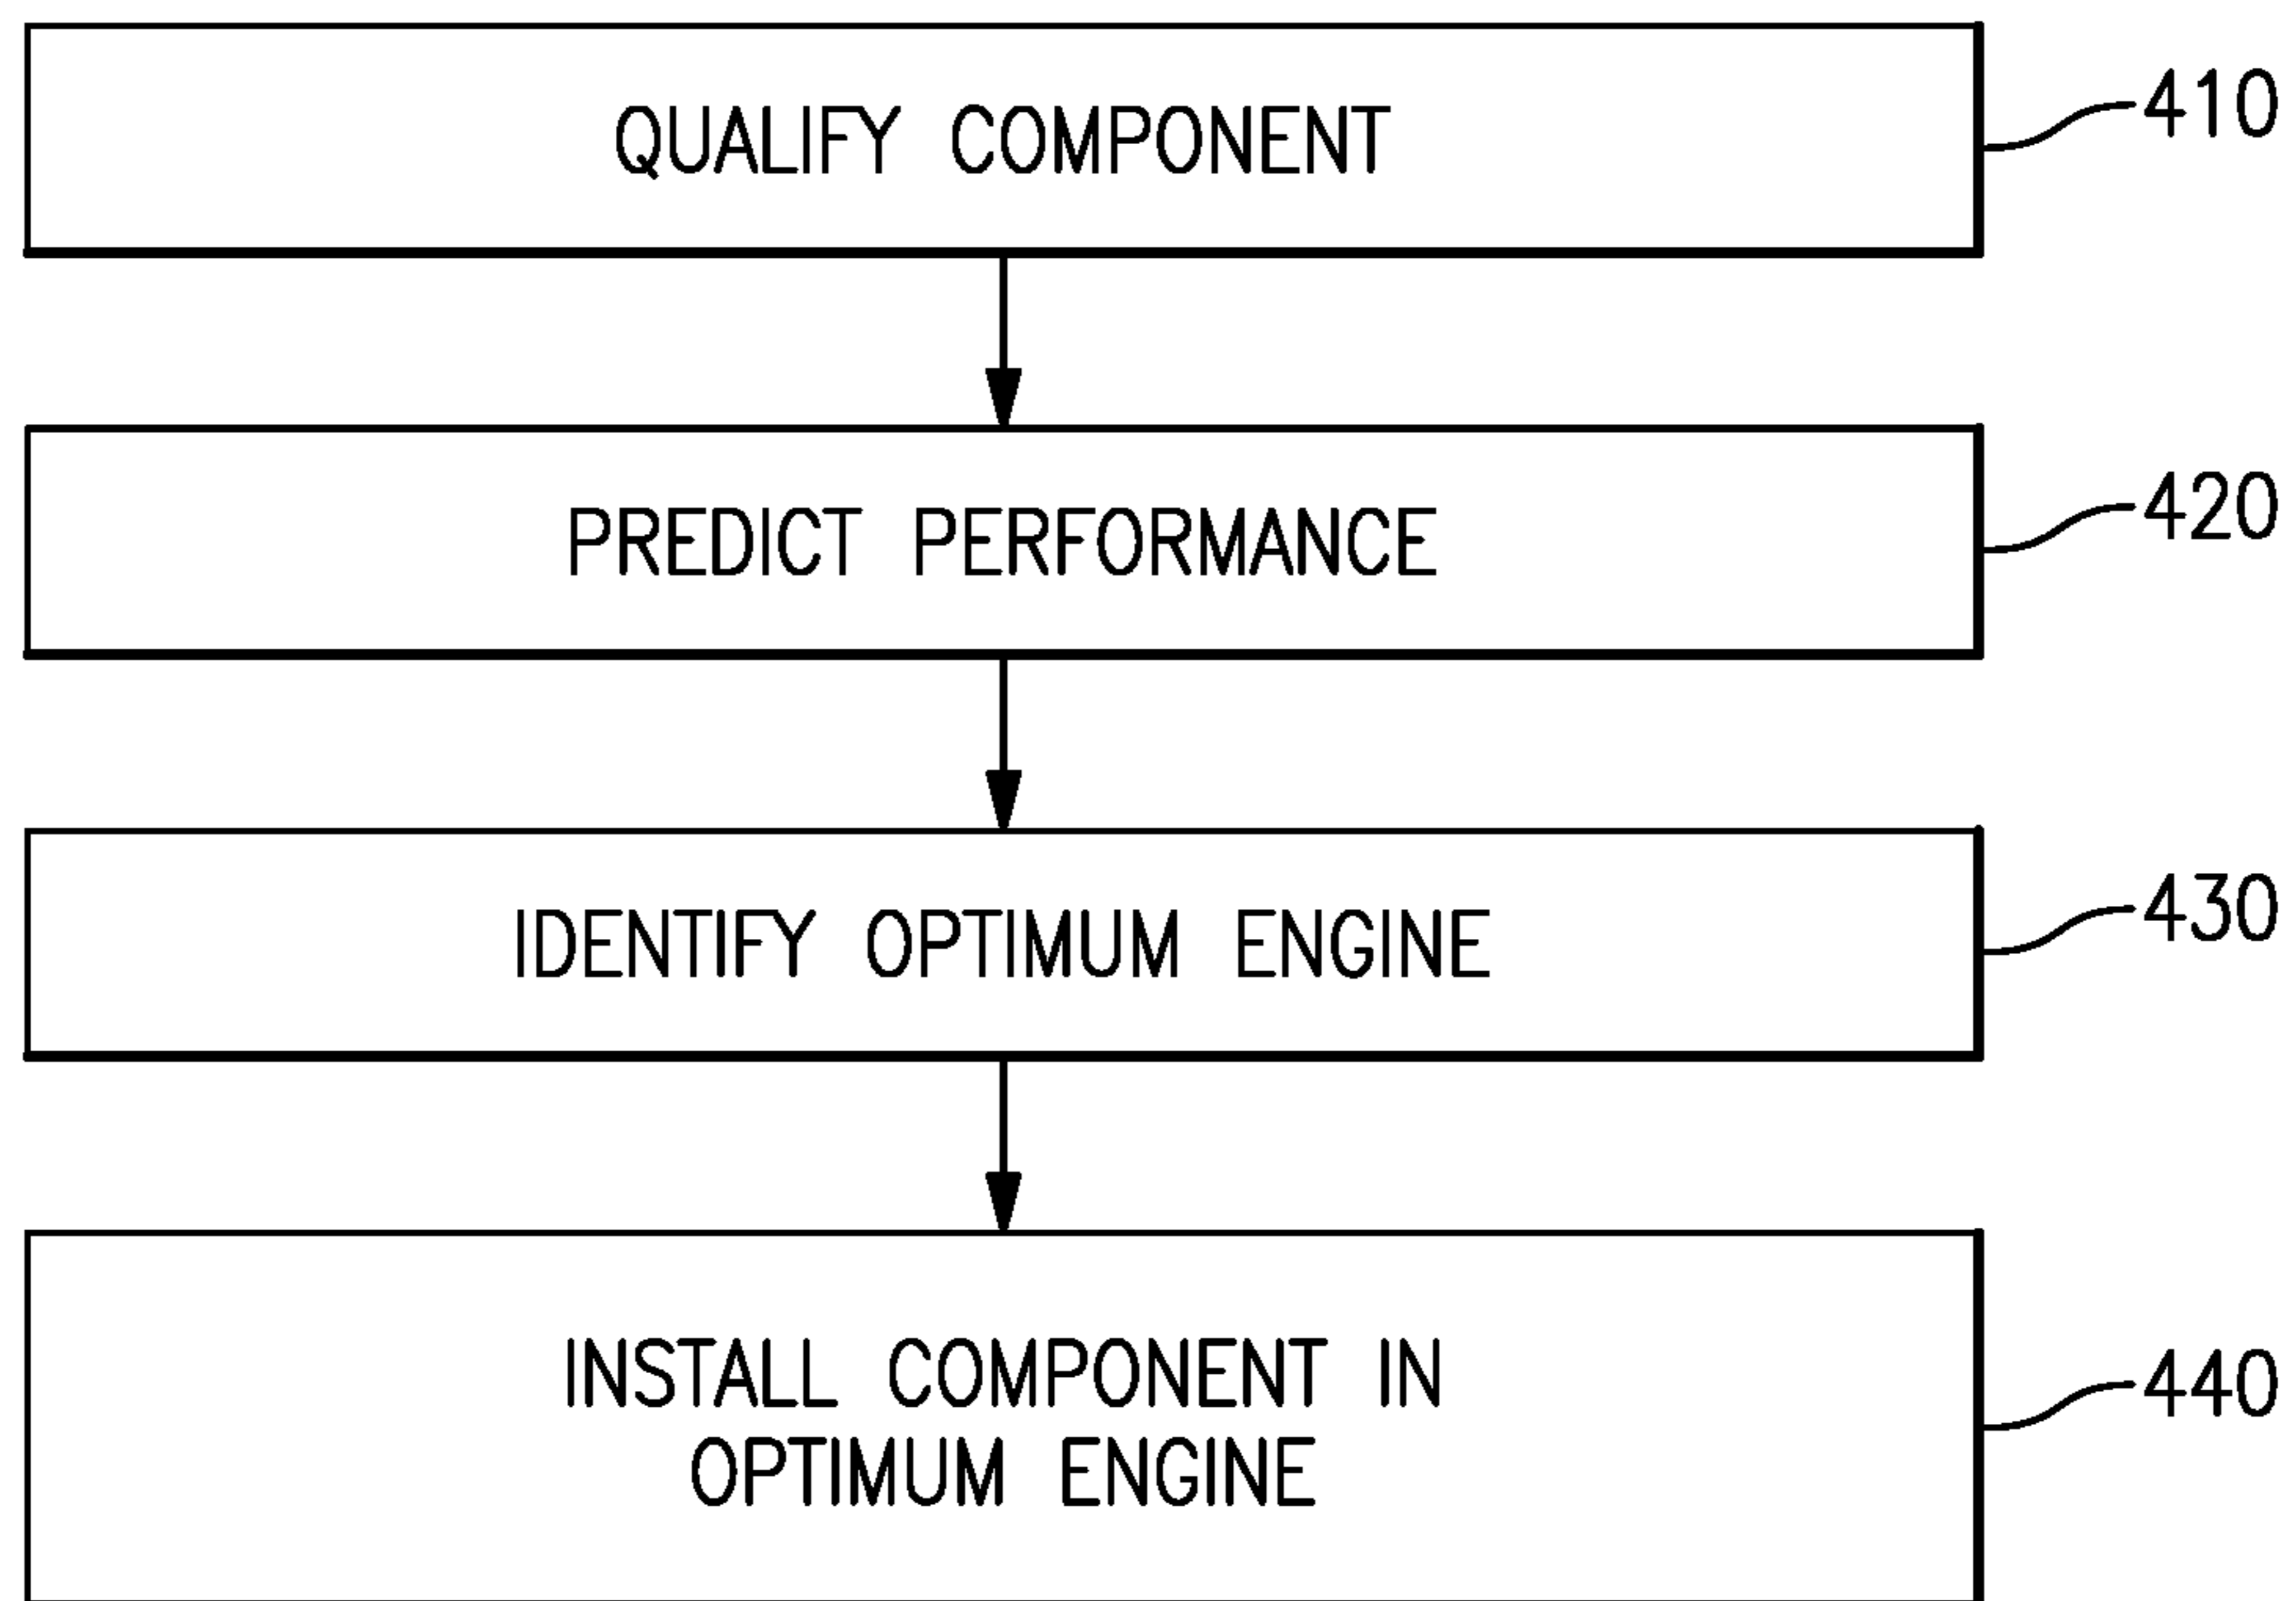 QUALIFY COMPONENT
410
PREDICT PERFORMANCE
420
IDENTIFY OPTIMUM ENGINE
430
INSTALL COMPONENT IN
OPTIMUM ENGINE
440